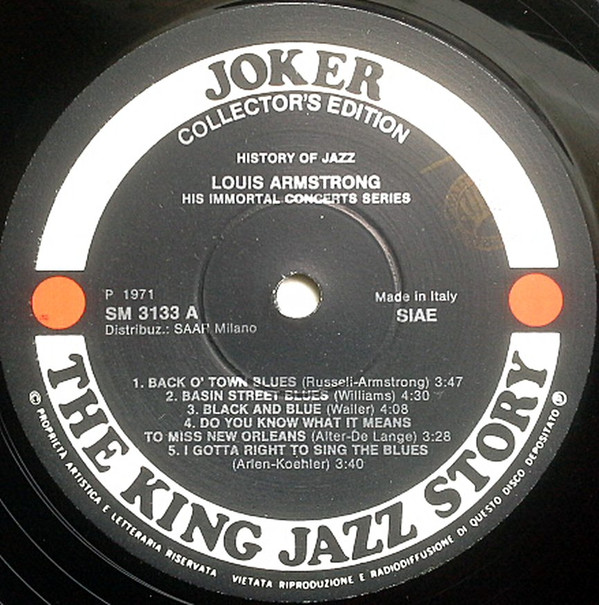 JOKER
COLLECTOR'S EDITION
HISTORY OF JAZZ
LOUIS ARMSTRONG
HIS IMMORTAL CONCERTS SERIES
P 1971
SM 3133 A
Distribuz.: SAAR Milano
Made in Italy
SIAE
1. BACK O' TOWN BLUES (Russell-Armstrong) 3:47
2. BASIN STREET BLUES (Williams) 4:30
3. BLACK AND BLUE (Waller) 4:08
4. DO YOU KNOW WHAT IT MEANS
TO MISS NEW ORLEANS (Alter-De Lange) 3:28
5. I GOTTA RIGHT TO SING THE BLUES
(Arlen-Koehler) 3:40
THE KING JAZZ STORY
© PROPRIETA ARTISTICA E LETTERARIA RISERVATA VIETATA RIPRODUZIONE E RADIODIFFUSIONE DI QUESTO DISCO DEPOSITATO ℗